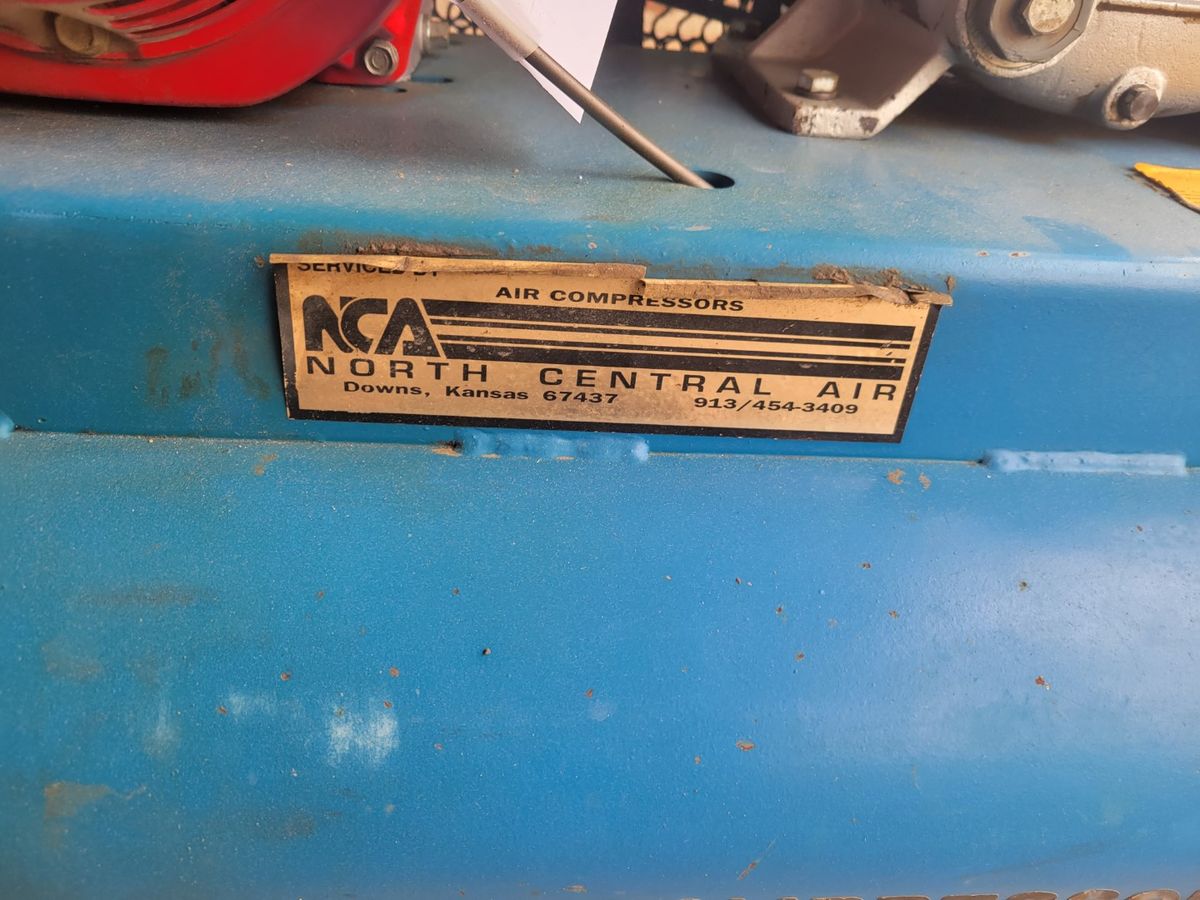 SERVICED BY
AIR COMPRESSORS
NCA
NORTH CENTRAL AIR
Downs, Kansas 67437 913/454-3409